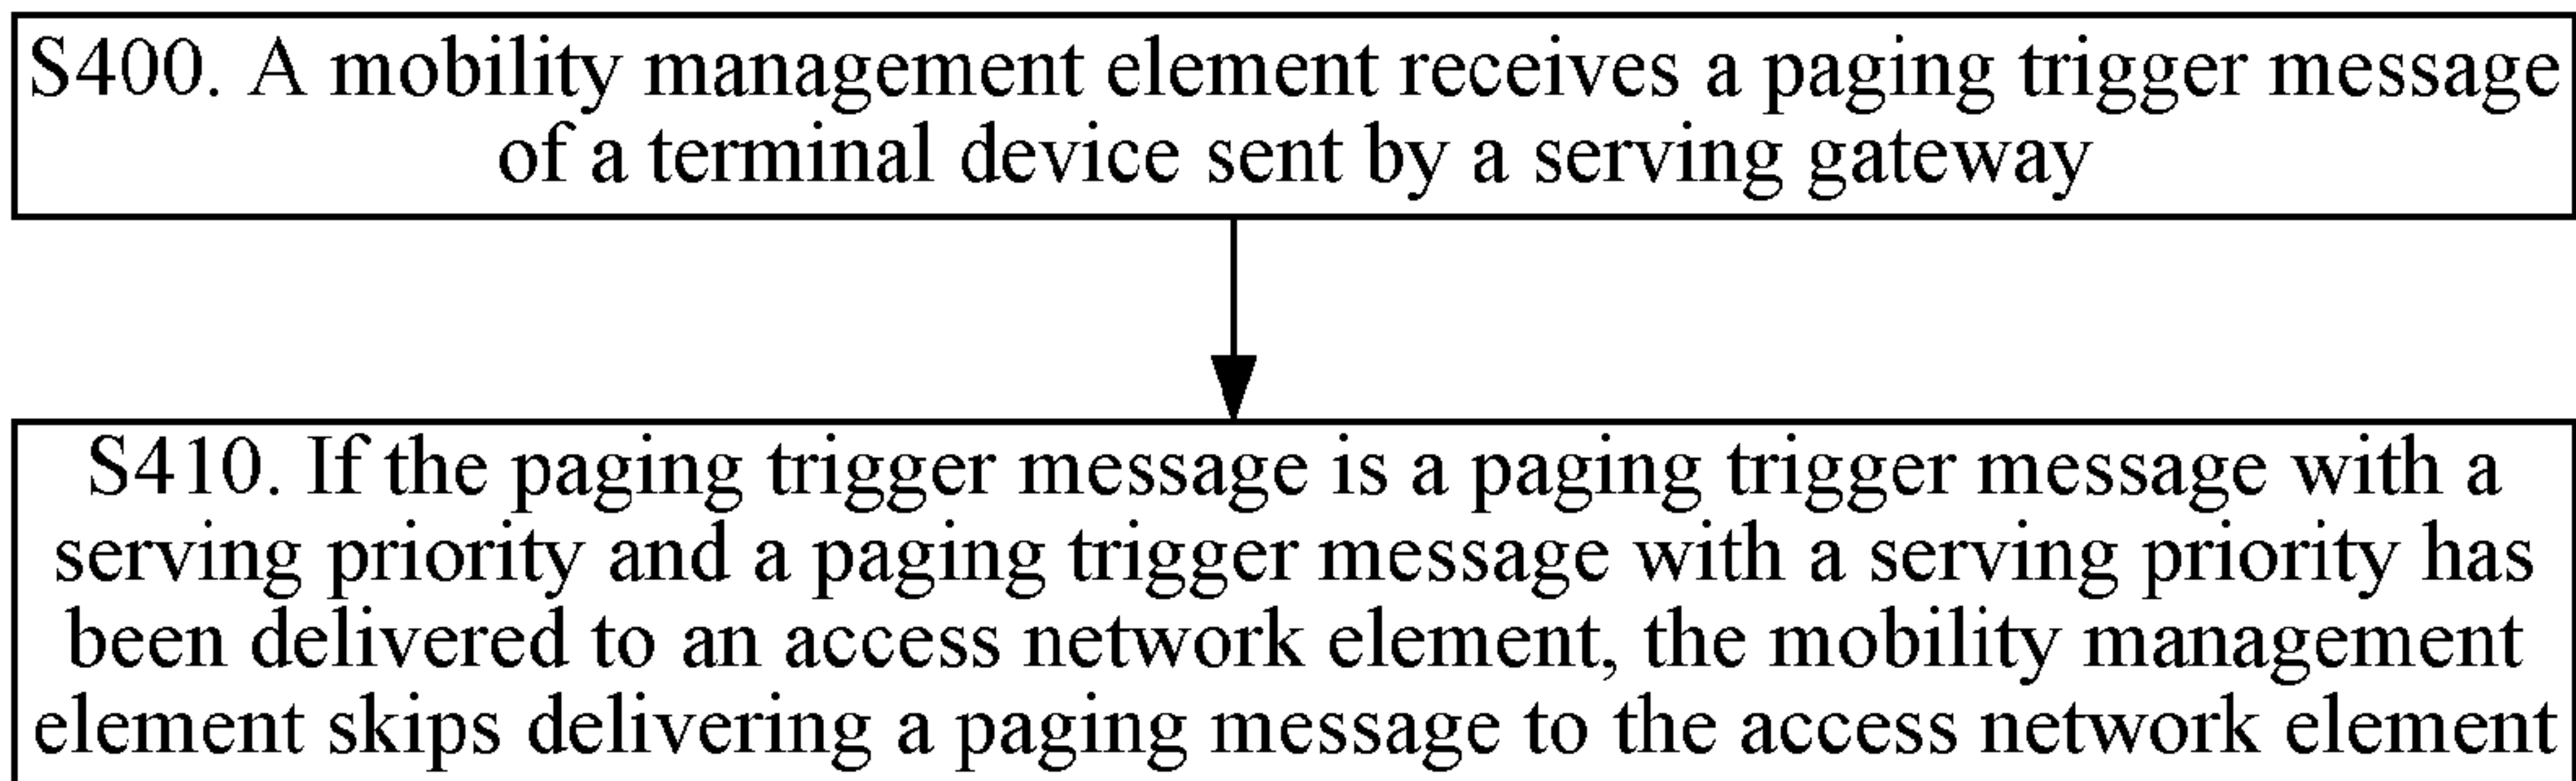 S400. A mobility management element receives a paging trigger message
of a terminal device sent by a serving gateway
S410. If the paging trigger message is a paging trigger message with a
serving priority and a paging trigger message with a serving priority has
been delivered to an access network element, the mobility management
element skips delivering a paging message to the access network element